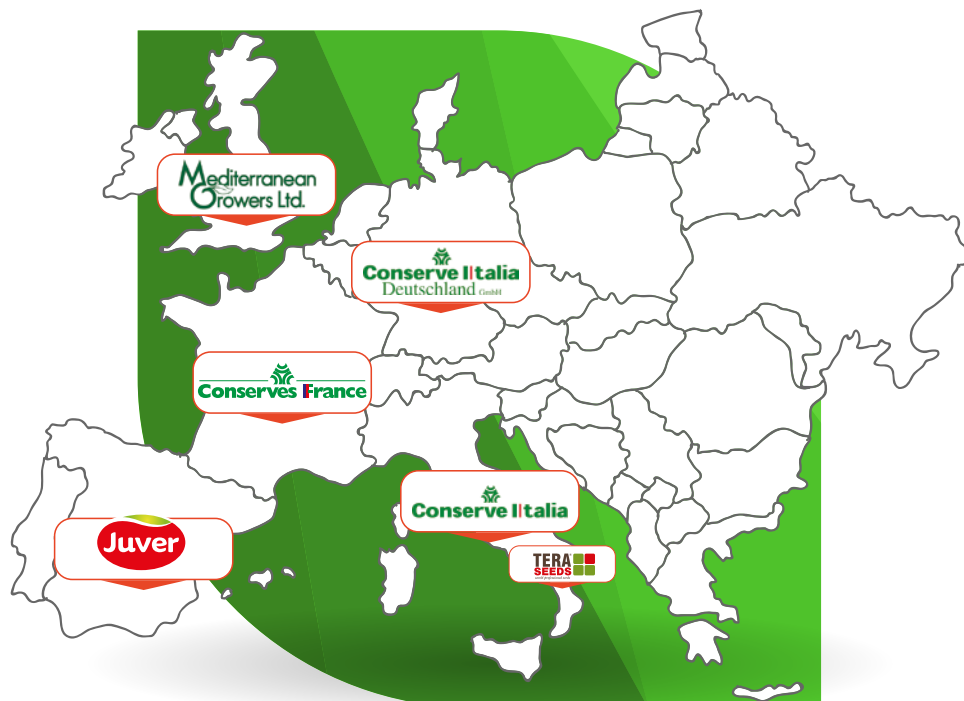 Mediterranean
Growers Ltd.
Conserve Italia
Deutschland GmbH
Conserves France
Juver
Conserve Italia
TERA
SEEDS